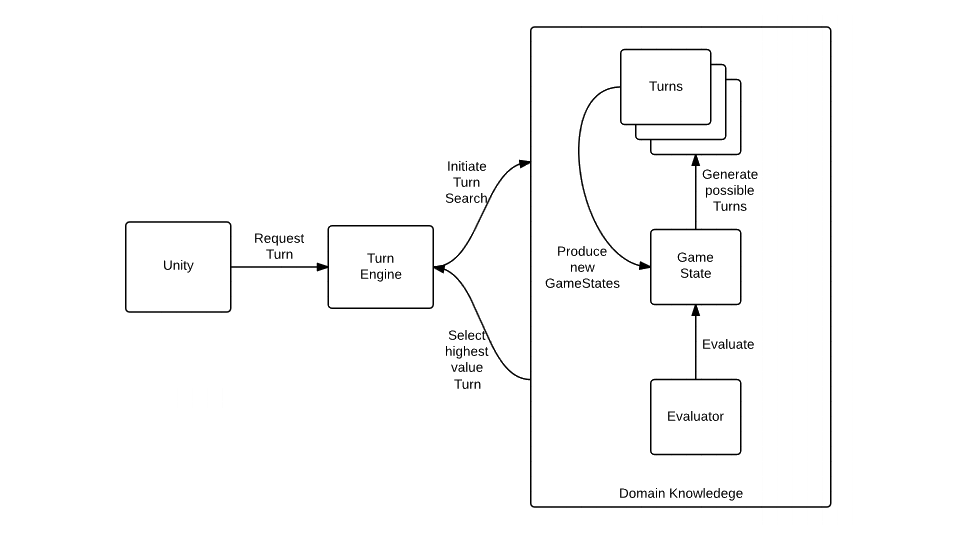 Unity
Request
Turn
Turn
Engine
Initiate
Turn
Search
Select
highest
value
Turn
Turns
Generate
possible
Turns
Produce
new
GameStates
Game
State
Evaluate
Evaluator
Domain Knowledege